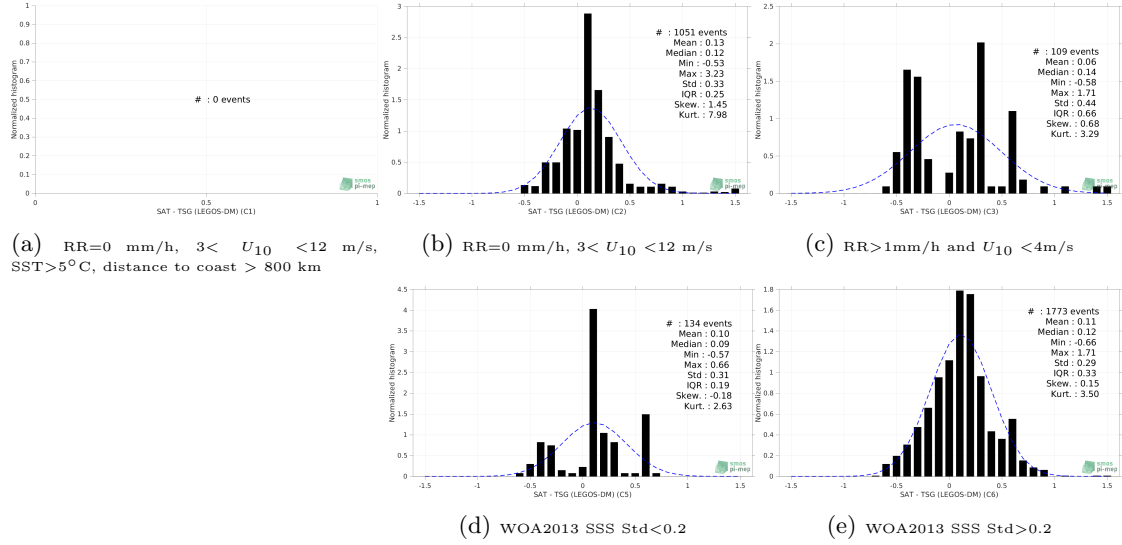 1
0.9
0.8
0.7
0.6
0.5
0.4
0.3
0.2
0.1
0
Normalized histogram
# : 0 events
smos
pi-mep
0 0.5 1
SAT - TSG (LEGOS-DM) (C1)
(a) RR=0 mm/h, 3< U10 <12 m/s,
SST>5°C, distance to coast > 800 km
3
2.5
2
1.5
1
0.5
0
Normalized histogram
# : 1051 events
Mean : 0.13
Median : 0.12
Min : -0.53
Max : 3.23
Std : 0.33
IQR : 0.25
Skew. : 1.45
Kurt. : 7.98
smos
pi-mep
-1.5 -1 -0.5 0 0.5 1 1.5
SAT - TSG (LEGOS-DM) (C2)
(b) RR=0 mm/h, 3< U10 <12 m/s
2.5
2
1.5
1
0.5
0
Normalized histogram
# : 109 events
Mean : 0.06
Median : 0.14
Min : -0.58
Max : 1.71
Std : 0.44
IQR : 0.66
Skew. : 0.68
Kurt. : 3.29
smos
pi-mep
-1.5 -1 -0.5 0 0.5 1 1.5
SAT - TSG (LEGOS-DM) (C3)
(c) RR>1mm/h and U10 <4m/s
4.5
4
3.5
3
2.5
2
1.5
1
0.5
0
Normalized histogram
# : 134 events
Mean : 0.10
Median : 0.09
Min : -0.57
Max : 0.66
Std : 0.31
IQR : 0.19
Skew. : -0.18
Kurt. : 2.63
smos
pi-mep
-1.5 -1 -0.5 0 0.5 1 1.5
SAT - TSG (LEGOS-DM) (C5)
(d) WOA2013 SSS Std<0.2
1.8
1.6
1.4
1.2
1
0.8
0.6
0.4
0.2
0
Normalized histogram
# : 1773 events
Mean : 0.11
Median : 0.12
Min : -0.66
Max : 1.71
Std : 0.29
IQR : 0.33
Skew. : 0.15
Kurt. : 3.50
smos
pi-mep
-1.5 -1 -0.5 0 0.5 1 1.5
SAT - TSG (LEGOS-DM) (C6)
(e) WOA2013 SSS Std>0.2